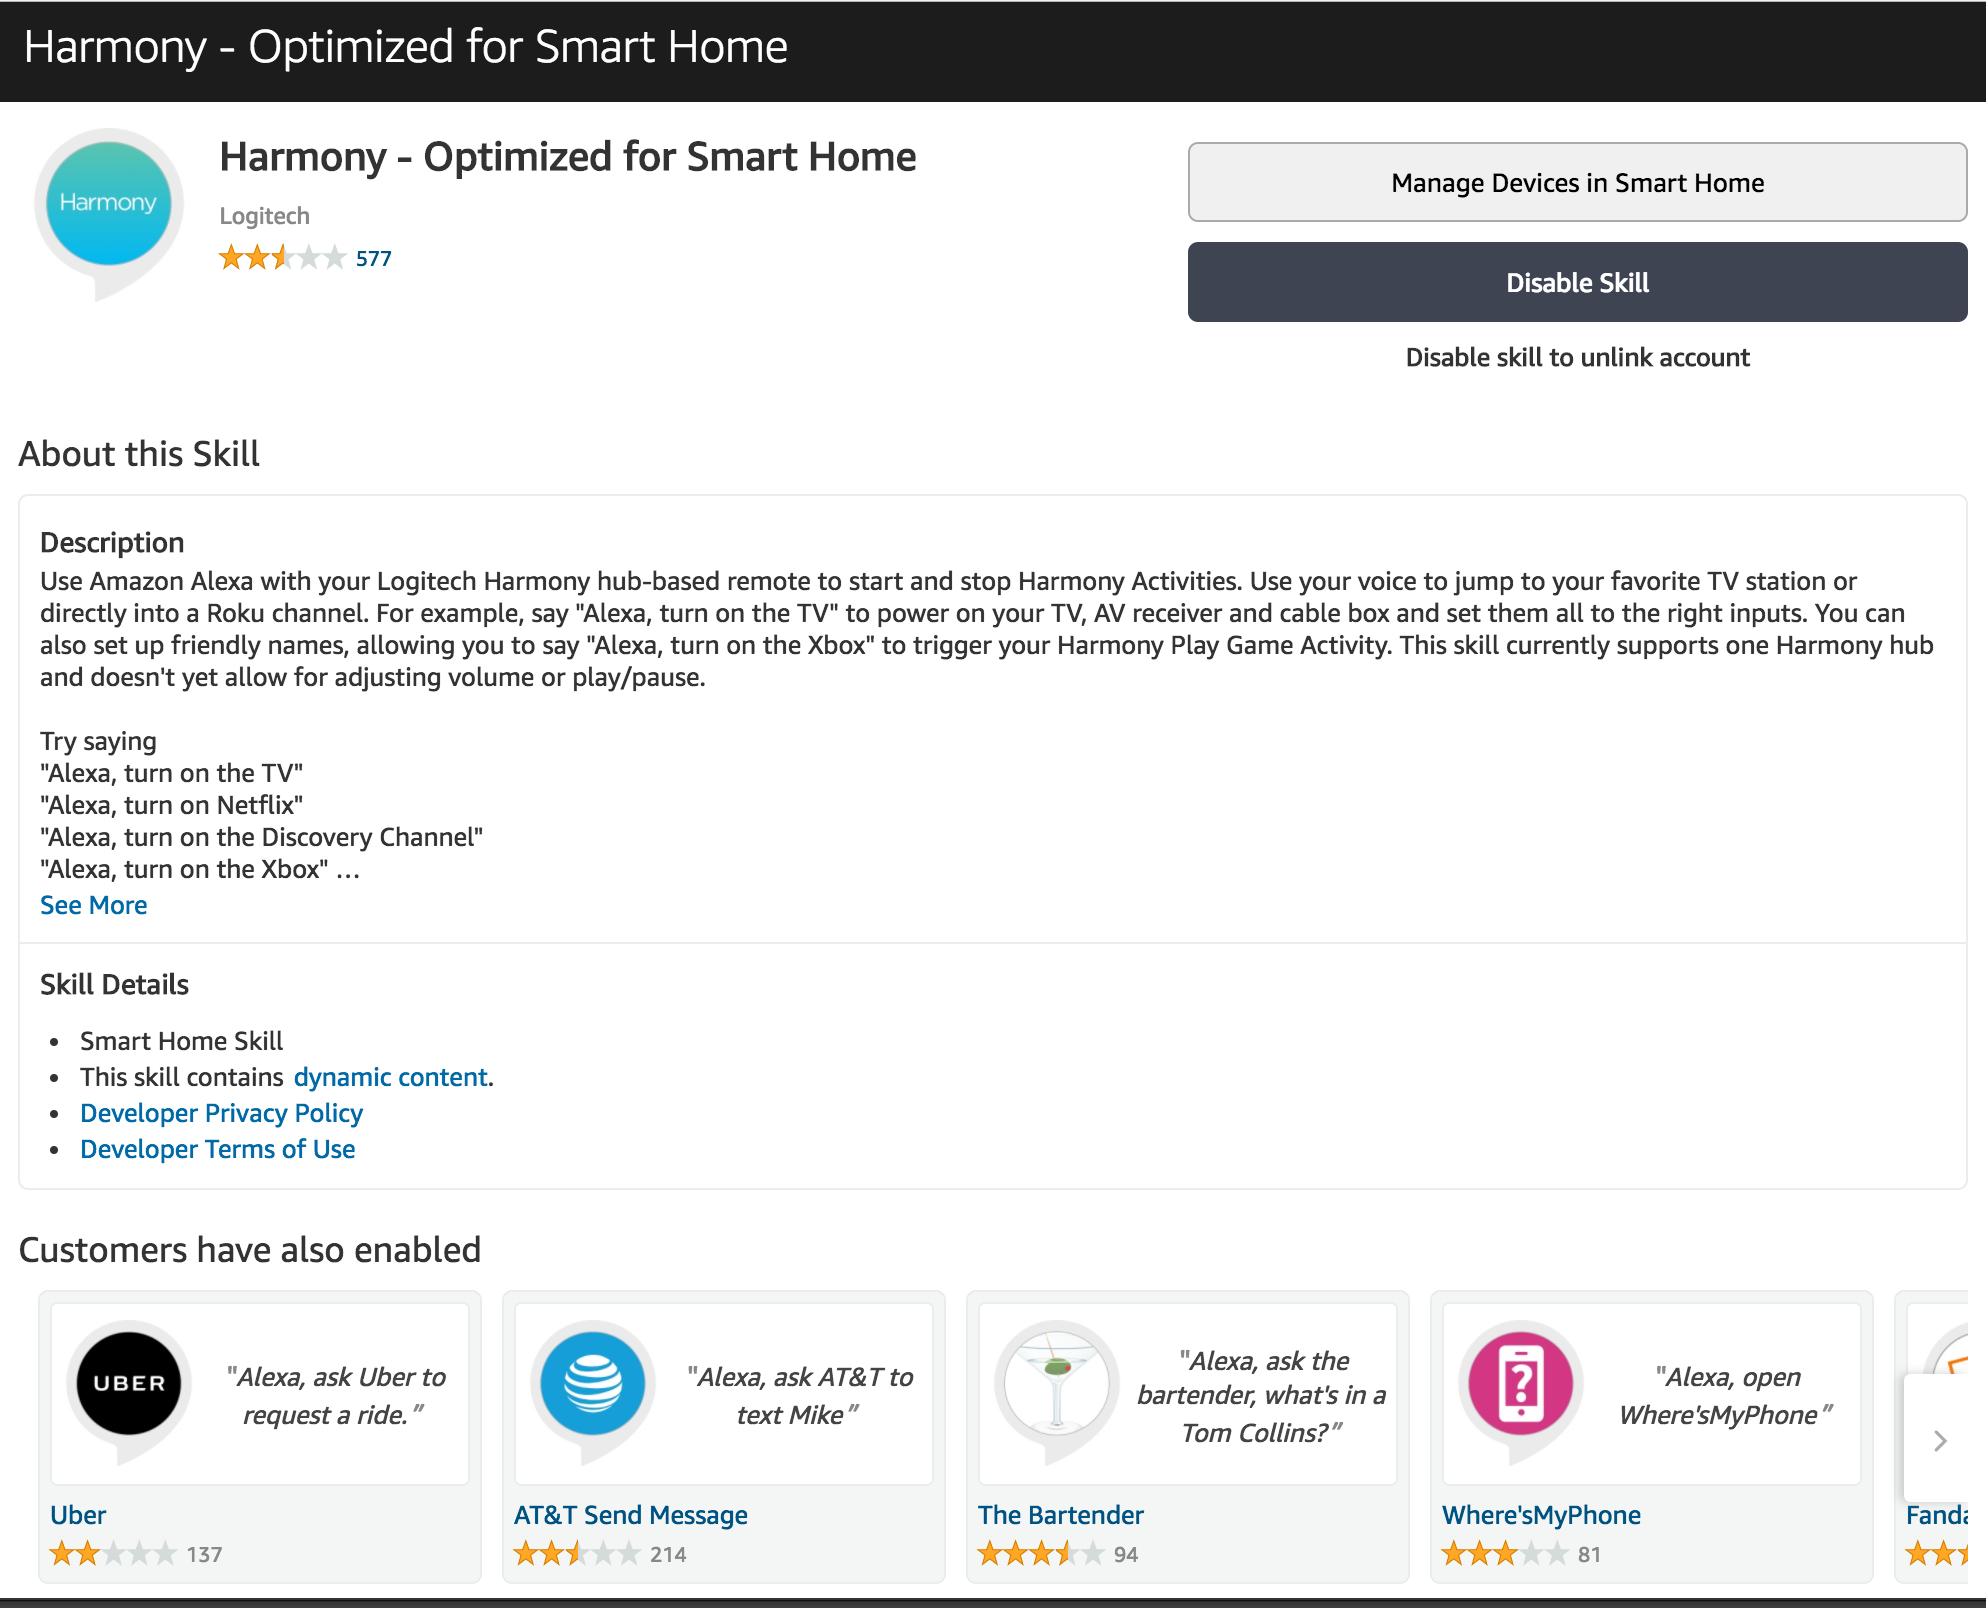 Harmony - Optimized for Smart Home
Harmony
Harmony - Optimized for Smart Home
Logitech
577
Manage Devices in Smart Home
Disable Skill
Disable skill to unlink account
About this Skill
Description
Use Amazon Alexa with your Logitech Harmony hub-based remote to start and stop Harmony Activities. Use your voice to jump to your favorite TV station or
directly into a Roku channel. For example, say "Alexa, turn on the TV" to power on your TV, AV receiver and cable box and set them all to the right inputs. You can
also set up friendly names, allowing you to say "Alexa, turn on the Xbox" to trigger your Harmony Play Game Activity. This skill currently supports one Harmony hub
and doesn't yet allow for adjusting volume or play/pause.
Try saying
"Alexa, turn on the TV"
"Alexa, turn on Netflix"
"Alexa, turn on the Discovery Channel"
"Alexa, turn on the Xbox" …
See More
Skill Details
• Smart Home Skill
• This skill contains dynamic content.
• Developer Privacy Policy
• Developer Terms of Use
Customers have also enabled
UBER
"Alexa, ask Uber to
request a ride."
Uber
137
"Alexa, ask AT&T to
text Mike"
AT&T Send Message
214
"Alexa, ask the
bartender, what's in a
Tom Collins?"
The Bartender
94
?
"Alexa, open
Where'sMyPhone"
Where'sMyPhone
81